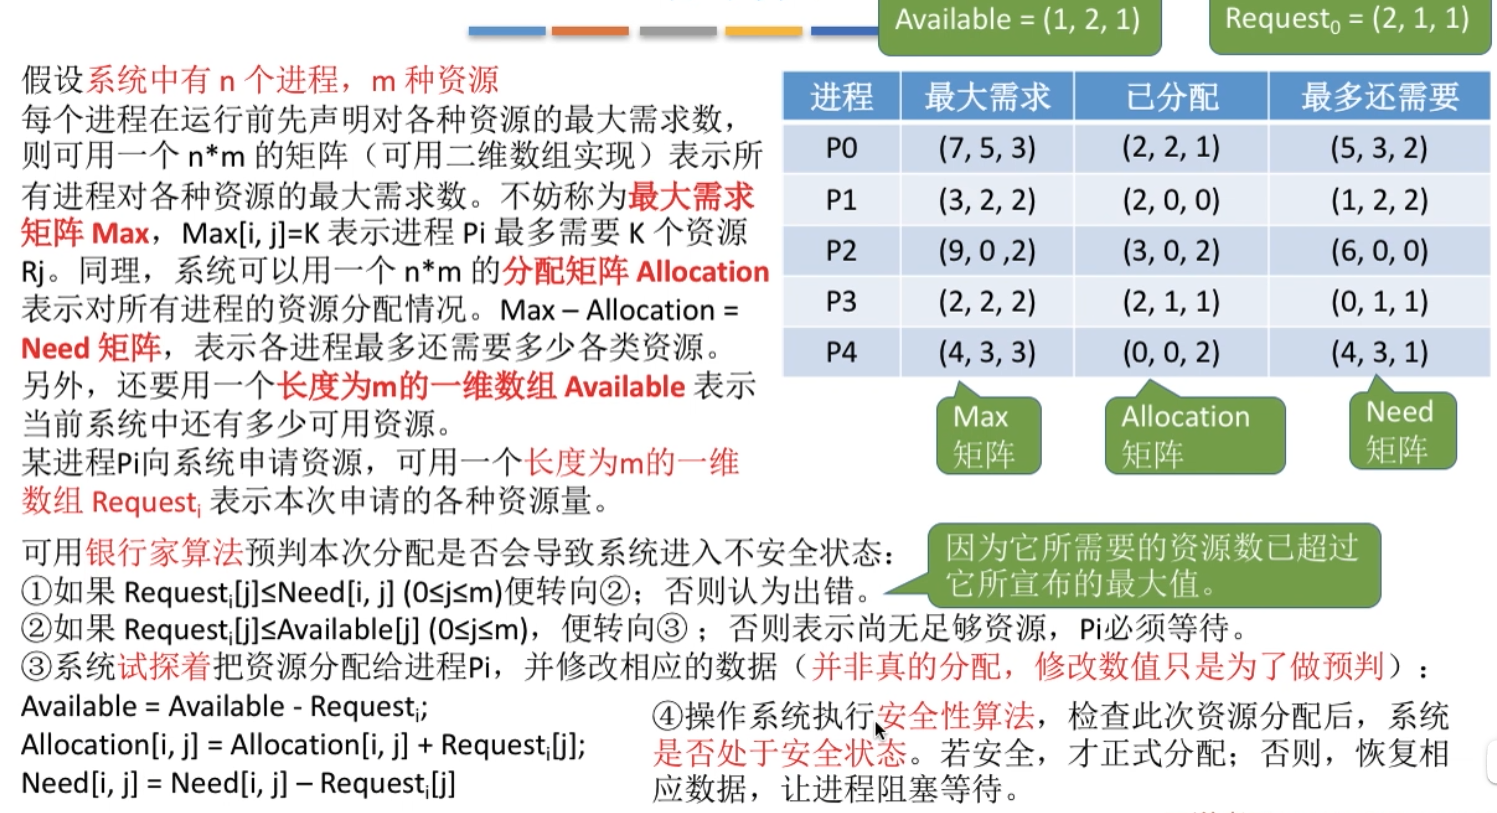 Available = (1, 2, 1)
Request₀ = (2, 1, 1)
假设系统中有 n 个进程，m 种资源
每个进程在运行前先声明对各种资源的最大需求数，
则可用一个 n*m 的矩阵（可用二维数组实现）表示所
有进程对各种资源的最大需求数。不妨称为最大需求
矩阵 Max，Max[i, j]=K 表示进程 Pi 最多需要 K 个资源
Rj。同理，系统可以用一个 n*m 的分配矩阵 Allocation
表示对所有进程的资源分配情况。Max – Allocation =
Need 矩阵，表示各进程最多还需要多少各类资源。
另外，还要用一个长度为m的一维数组 Available 表示
当前系统中还有多少可用资源。
某进程Pi向系统申请资源，可用一个长度为m的一维
数组 Requestᵢ 表示本次申请的各种资源量。
进程 最大需求 已分配 最多还需要
P0 (7, 5, 3) (2, 2, 1) (5, 3, 2)
P1 (3, 2, 2) (2, 0, 0) (1, 2, 2)
P2 (9, 0 ,2) (3, 0, 2) (6, 0, 0)
P3 (2, 2, 2) (2, 1, 1) (0, 1, 1)
P4 (4, 3, 3) (0, 0, 2) (4, 3, 1)
Max
矩阵
Allocation
矩阵
Need
矩阵
可用银行家算法预判本次分配是否会导致系统进入不安全状态：
①如果 Requestᵢ[j]≤Need[i, j] (0≤j≤m)便转向②；否则认为出错。
因为它所需要的资源数已超过
它所宣布的最大值。
②如果 Requestᵢ[j]≤Available[j] (0≤j≤m)，便转向③ ；否则表示尚无足够资源，Pi必须等待。
③系统试探着把资源分配给进程Pi，并修改相应的数据（并非真的分配，修改数值只是为了做预判）：
Available = Available - Requestᵢ;
Allocation[i, j] = Allocation[i, j] + Requestᵢ[j];
Need[i, j] = Need[i, j] – Requestᵢ[j]
④操作系统执行安全性算法，检查此次资源分配后，系统
是否处于安全状态。若安全，才正式分配；否则，恢复相
应数据，让进程阻塞等待。